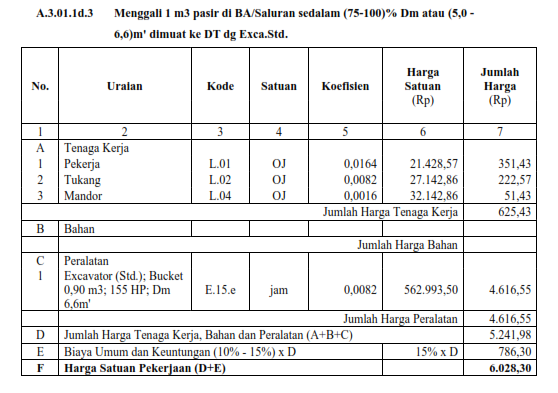 A.3.01.1d.3 Menggali 1 m3 pasir di BA/Saluran sedalam (75-100)% Dm atau (5,0 -
6,6)m' dimuat ke DT dg Exca.Std.
No. Uraian Kode Satuan Koefisien Harga Satuan (Rp) Jumlah Harga (Rp)
1 2 3 4 5 6 7
A Tenaga Kerja
1 Pekerja L.01 OJ 0,0164 21.428,57 351,43
2 Tukang L.02 OJ 0,0082 27.142,86 222,57
3 Mandor L.04 OJ 0,0016 32.142,86 51,43
Jumlah Harga Tenaga Kerja 625,43
B Bahan
Jumlah Harga Bahan
C Peralatan
1 Excavator (Std.); Bucket
0,90 m3; 155 HP; Dm E.15.e jam 0,0082 562.993,50 4.616,55
6,6m'
Jumlah Harga Peralatan 4.616,55
D Jumlah Harga Tenaga Kerja, Bahan dan Peralatan (A+B+C) 5.241,98
E Biaya Umum dan Keuntungan (10% - 15%) x D 15% x D 786,30
F Harga Satuan Pekerjaan (D+E) 6.028,30